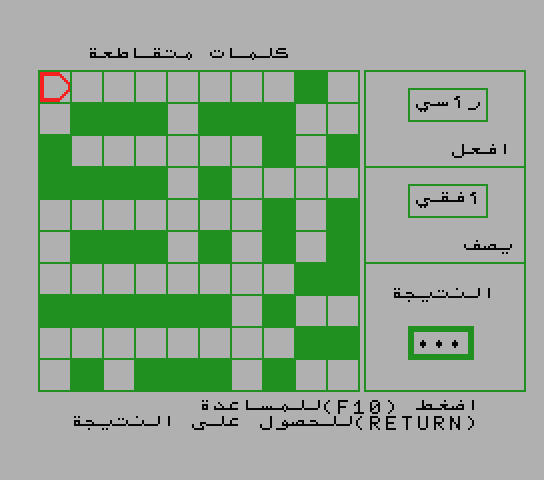 كلمات متقاطعة
رأسي
افعل
أفقي
يصف
النتيجة
...
اضغط (F10) للمساعدة
(RETURN) للحصول على النتيجة